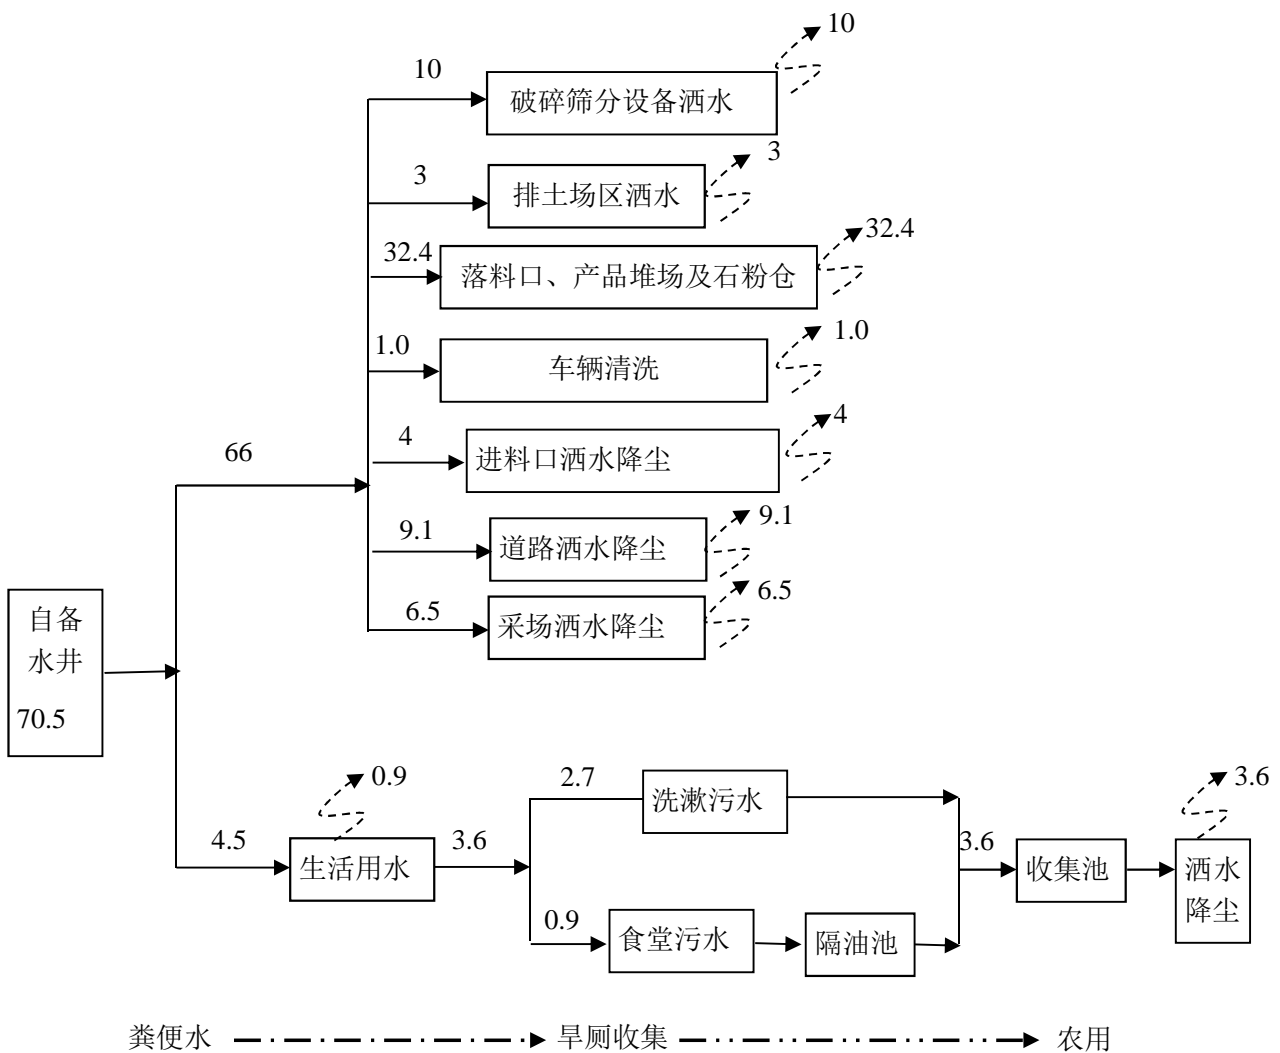 10
10
破碎筛分设备洒水
3
3
排土场区洒水
32.4
32.4
落料口、产品堆场及石粉仓
1.0
1.0
车辆清洗
4
4
进料口洒水降尘
66
9.1
9.1
道路洒水降尘
6.5
6.5
采场洒水降尘
自备
水井
70.5
0.9
4.5
生活用水
3.6
2.7
洗漱污水
0.9
食堂污水
隔油池
3.6
收集池
3.6
洒水
降尘
粪便水 旱厕收集 农用